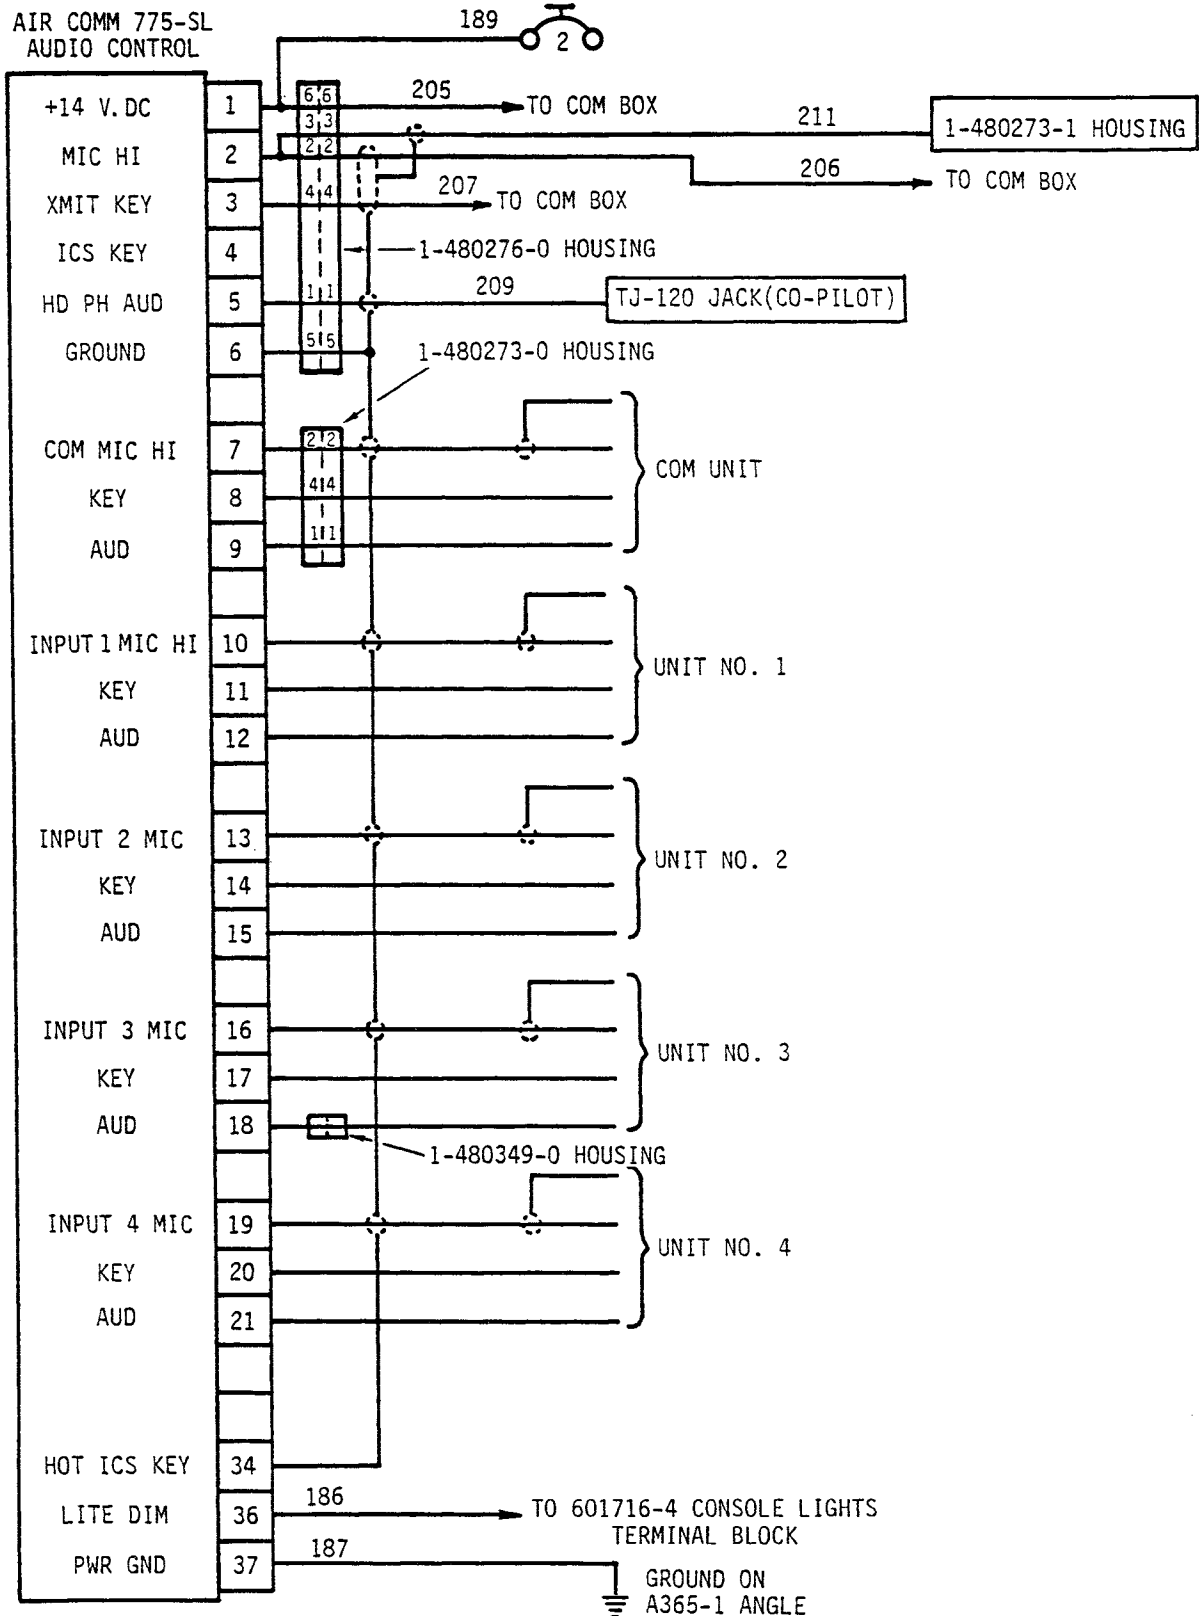 AIR COMM 775-SL
AUDIO CONTROL
189
2
+14 V.DC 1 6 6 205 TO COM BOX
3 3 211 1-480273-1 HOUSING
MIC HI 2 2 2 206 TO COM BOX
XMIT KEY 3 4 4 207 TO COM BOX
ICS KEY 4 1-480276-0 HOUSING
HD PH AUD 5 1 1 209 TJ-120 JACK(CO-PILOT)
GROUND 6 5 5 1-480273-0 HOUSING
COM MIC HI 7 2 2
COM UNIT
KEY 8 4 4
AUD 9 1 1
INPUT 1 MIC HI 10
UNIT NO. 1
KEY 11
AUD 12
INPUT 2 MIC 13
UNIT NO. 2
KEY 14
AUD 15
INPUT 3 MIC 16
UNIT NO. 3
KEY 17
AUD 18
1-480349-0 HOUSING
INPUT 4 MIC 19
UNIT NO. 4
KEY 20
AUD 21
HOT ICS KEY 34
LITE DIM 36 186 TO 601716-4 CONSOLE LIGHTS
TERMINAL BLOCK
PWR GND 37 187
GROUND ON
A365-1 ANGLE